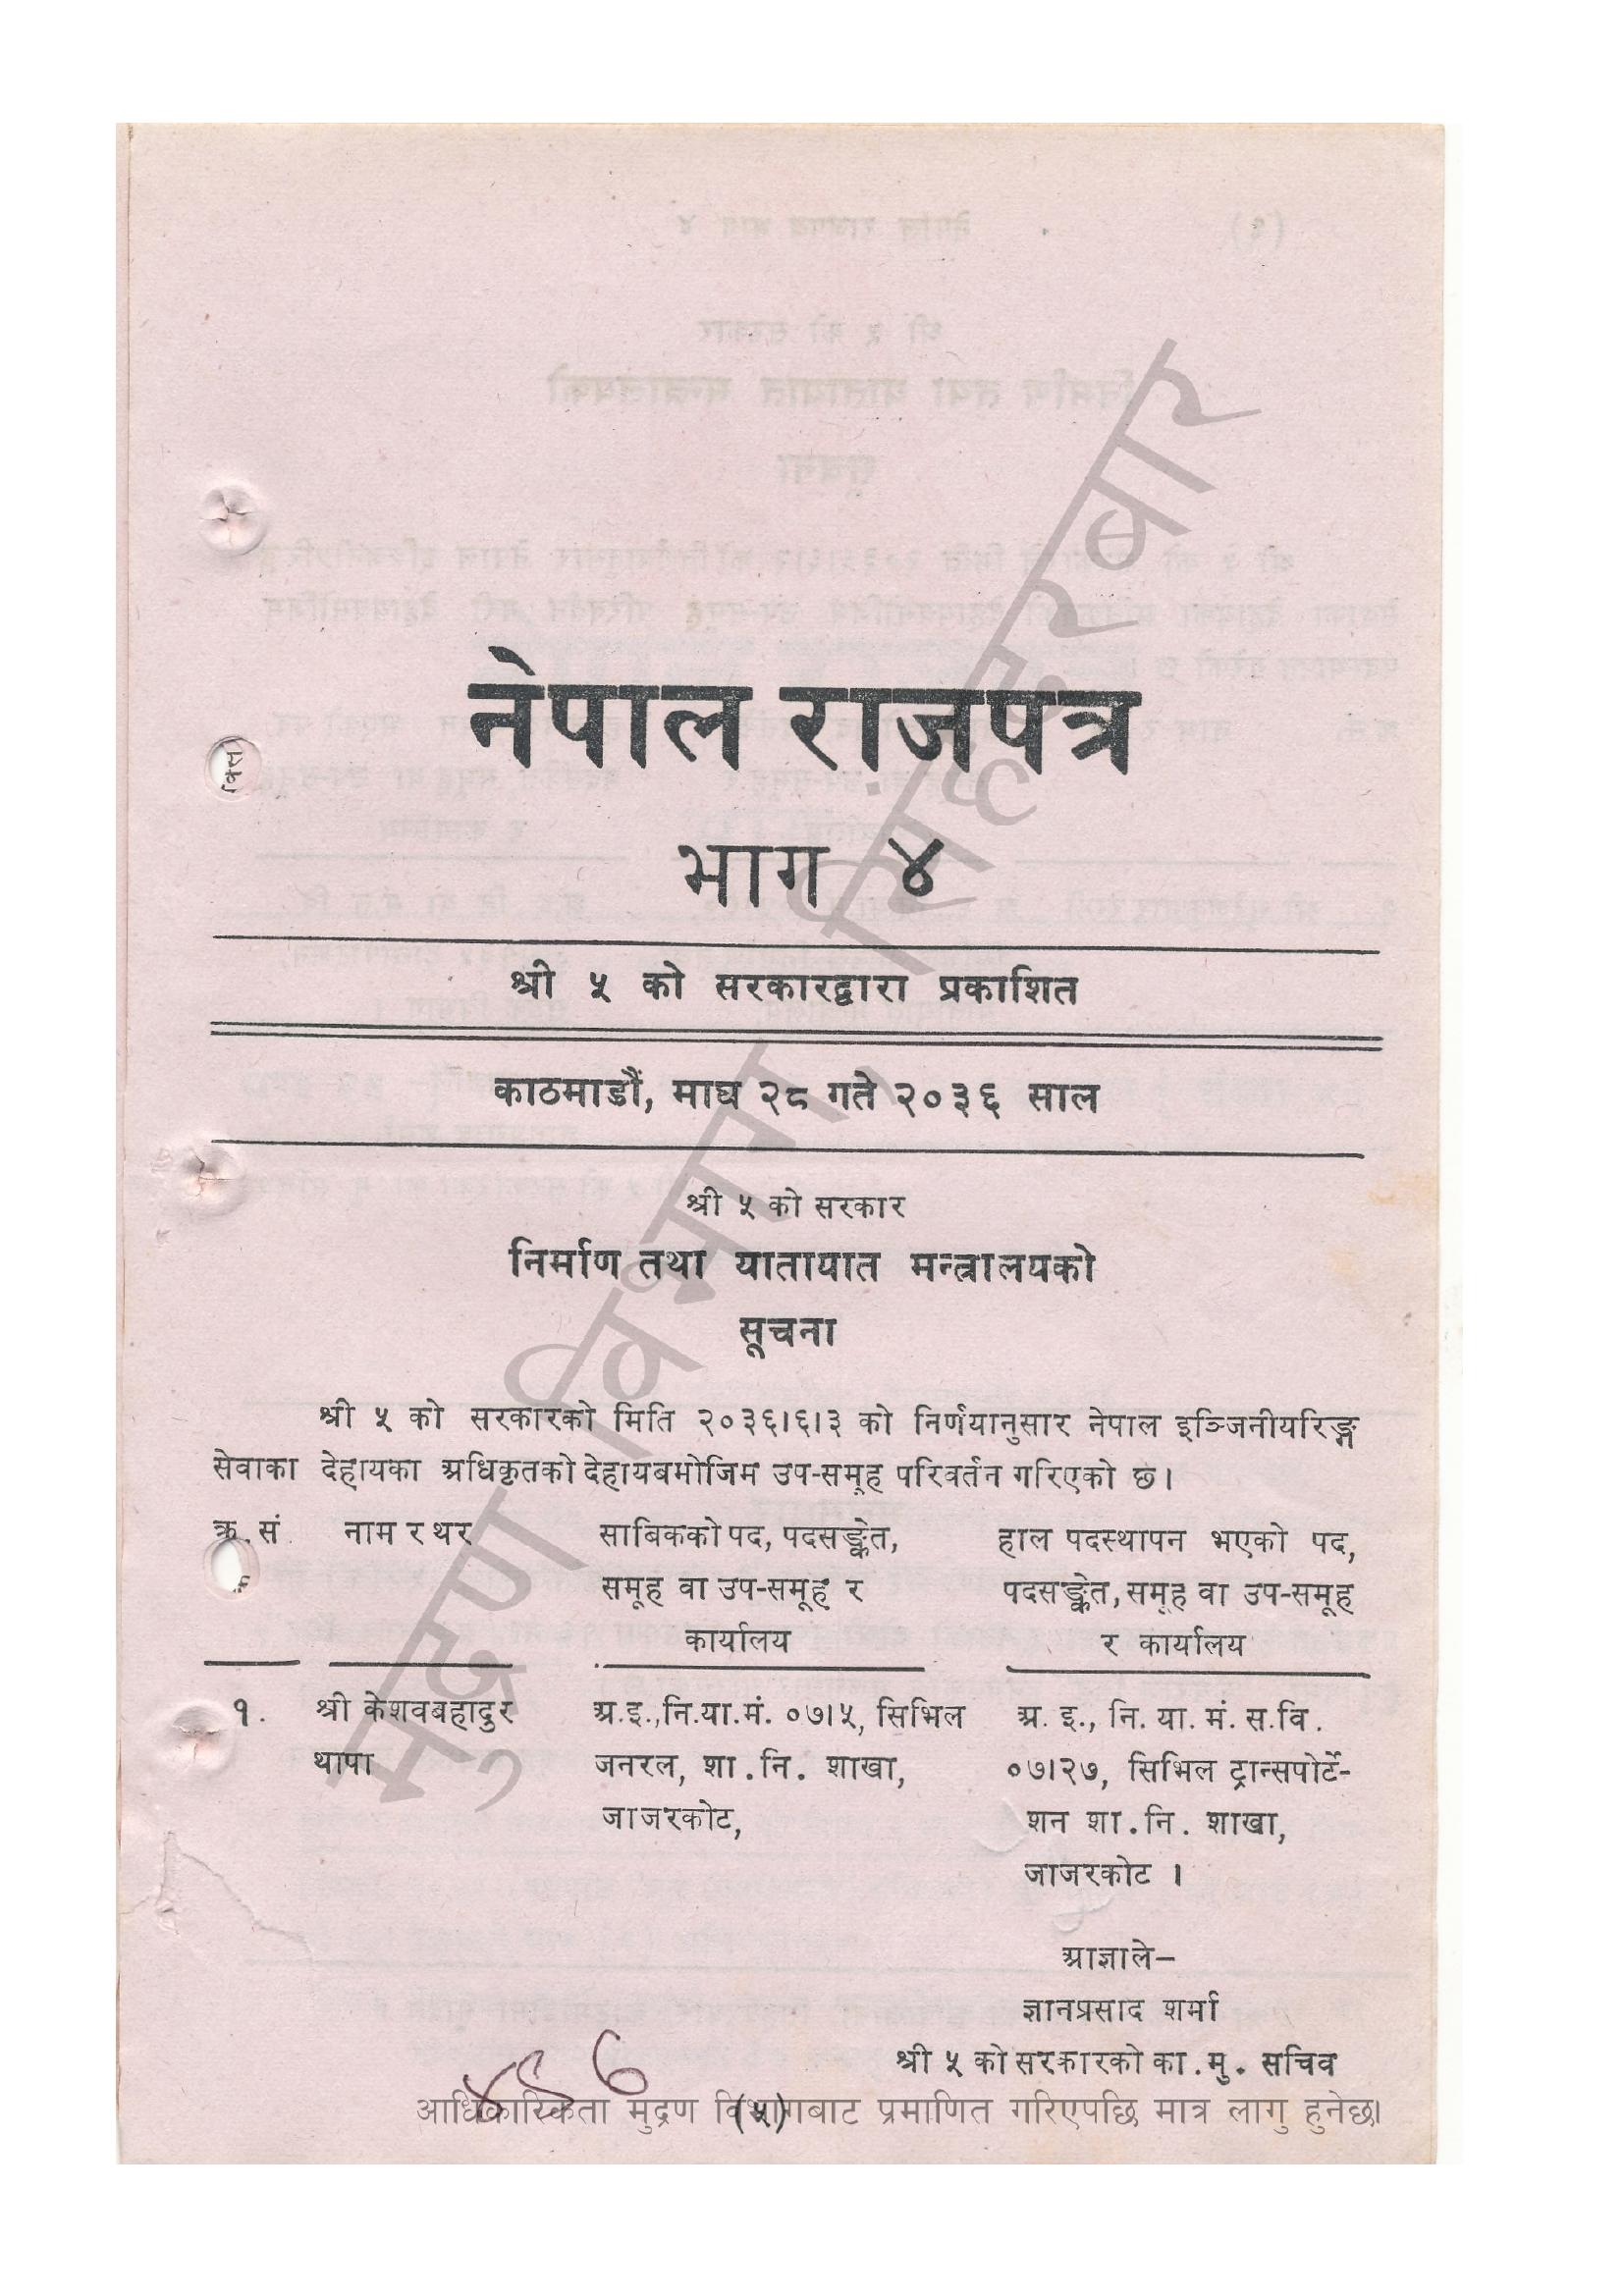 नेपाल राजपत्र
भाग ४
श्री ५ को सरकारद्वारा प्रकाशित
काठमाडौं, माघ २८ गते २०३६ साल
श्री ५ को सरकार
निर्माण तथा यातायात मन्त्रालयको
सूचना
श्री ५ को सरकारको मिति २०३६।६।३ को निर्णयानुसार नेपाल इञ्जिनीयरिङ्ग
सेवाका देहायका अधिकृतको देहायबमोजिम उप-समूह परिवर्तन गरिएको छ।
क्र.सं नाम र थर साबिकको पद, पदसङ्केत, हाल पदस्थापन भएको पद,
समूह वा उप-समूह र पदसङ्केत, समूह वा उप-समूह
कार्यालय र कार्यालय
१. श्री केशवबहादुर अ.इ.,नि.या.मं. ०७।५, सिभिल अ. इ., नि. या. मं. स.वि.
थापा जनरल, शा.नि. शाखा, ०७।२७, सिभिल ट्रान्सपोर्टे-
जाजरकोट, शन शा.नि. शाखा,
जाजरकोट ।
आज्ञाले–
ज्ञानप्रसाद शर्मा
श्री ५ को सरकारको का.मु. सचिव
(५)
आधिकारिकता मुद्रण विभागबाट प्रमाणित गरिएपछि मात्र लागु हुनेछ।
मुद्रण विभाग, सिंहदरबार